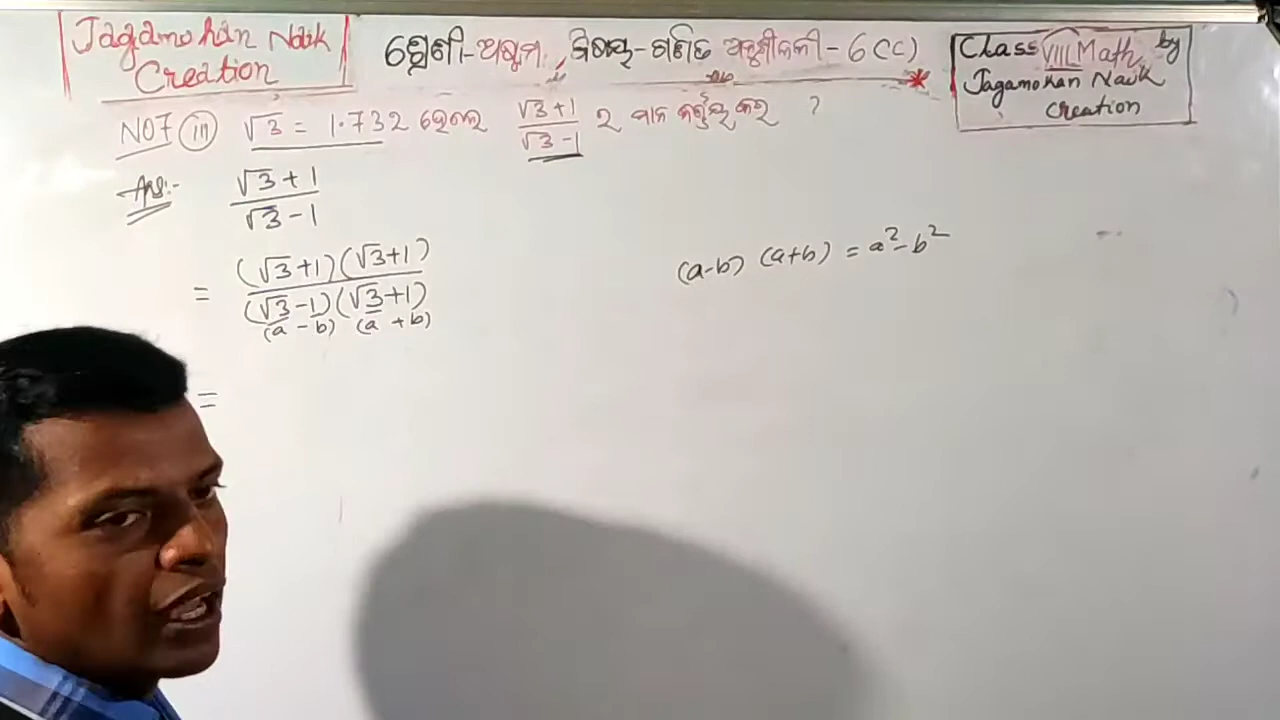 Jagamohan Naik
Creation
ଶ୍ରେଣୀ-ଅଷ୍ଟମ, ବିଷୟ-ଗଣିତ ଅନୁଶୀଳନୀ - 6(C)
Class VIII Math by
Jagamohan Naik
creation
NO7 (iii) √3 = 1.732 ହେଲେ (√3+1)/(√3-1) ର ମାନ ନିର୍ଣ୍ଣୟ କର ?
Ans:- (√3+1)/(√3-1)
= ((√3+1)(√3+1))/((√3-1)(√3+1))
(a-b) (a+b)
(a-b) (a+b) = a²-b²
=